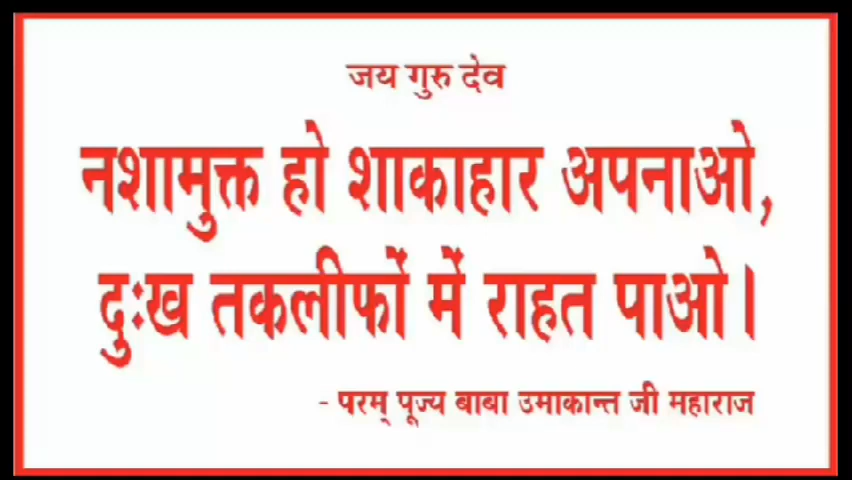 जय गुरु देव
नशामुक्त हो शाकाहार अपनाओ,
दुःख तकलीफों में राहत पाओ।
- परम् पूज्य बाबा उमाकान्त जी महाराज